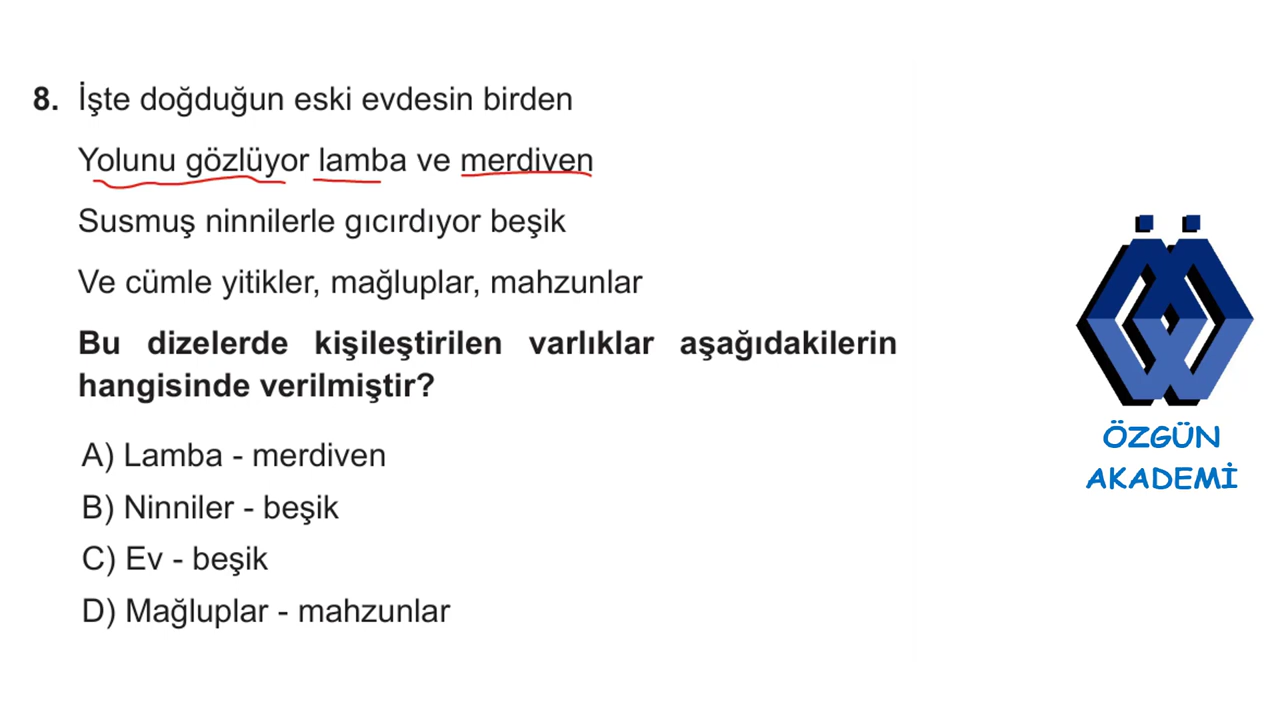 8. İşte doğduğun eski evdesin birden
Yolunu gözlüyor lamba ve merdiven
Susmuş ninnilerle gıcırdıyor beşik
Ve cümle yitikler, mağluplar, mahzunlar
Bu dizelerde kişileştirilen varlıklar aşağıdakilerin
hangisinde verilmiştir?
A) Lamba - merdiven
B) Ninniler - beşik
C) Ev - beşik
D) Mağluplar - mahzunlar
ÖZGÜN
AKADEMİ